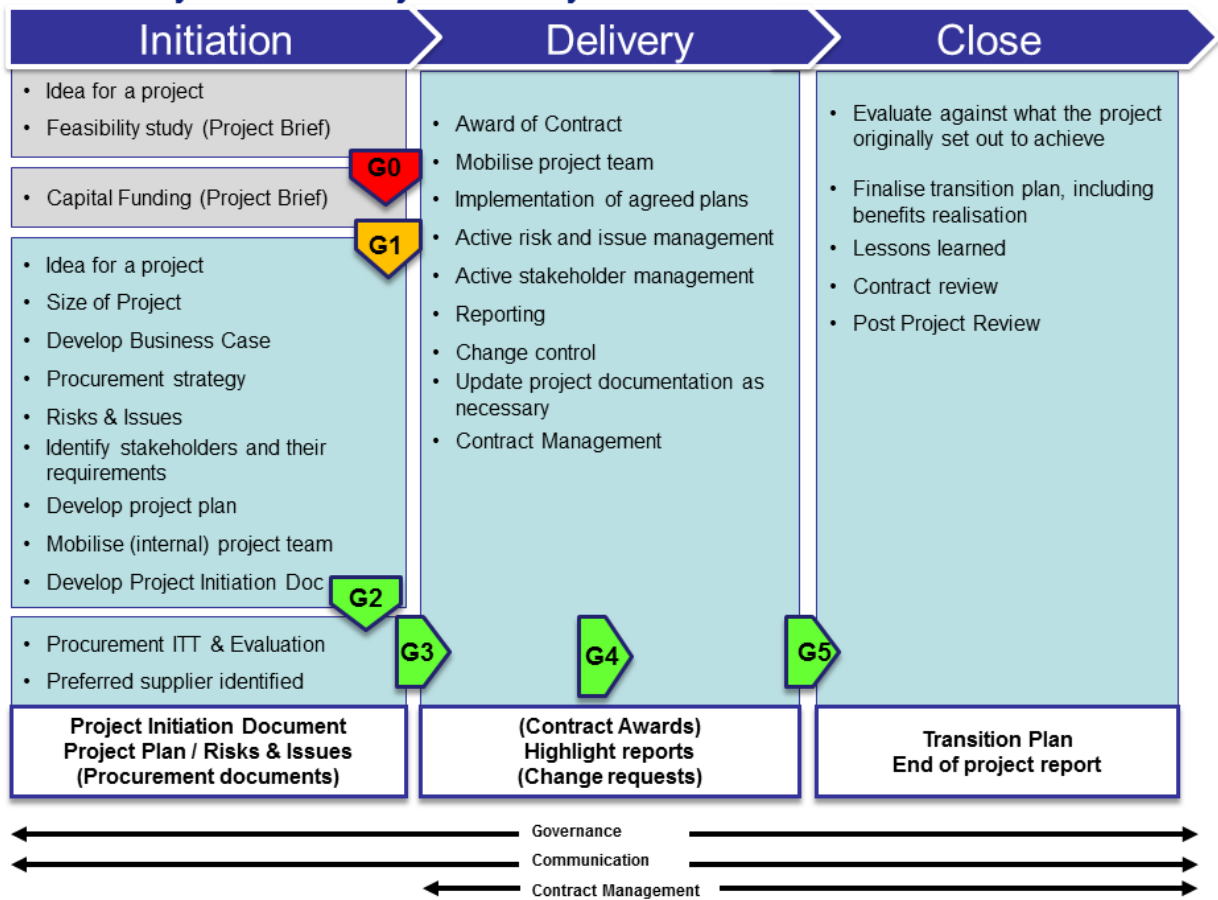 Initiation
Delivery
Close
• Idea for a project
• Feasibility study (Project Brief)
G0
• Capital Funding (Project Brief)
G1
• Idea for a project
• Size of Project
• Develop Business Case
• Procurement strategy
• Risks & Issues
• Identify stakeholders and their
requirements
• Develop project plan
• Mobilise (internal) project team
• Develop Project Initiation Doc
G2
• Procurement ITT & Evaluation
• Preferred supplier identified
G3
Project Initiation Document
Project Plan / Risks & Issues
(Procurement documents)
• Award of Contract
• Mobilise project team
• Implementation of agreed plans
• Active risk and issue management
• Active stakeholder management
• Reporting
• Change control
• Update project documentation as
necessary
• Contract Management
G4
G5
(Contract Awards)
Highlight reports
(Change requests)
• Evaluate against what the project
originally set out to achieve
• Finalise transition plan, including
benefits realisation
• Lessons learned
• Contract review
• Post Project Review
Transition Plan
End of project report
Governance
Communication
Contract Management